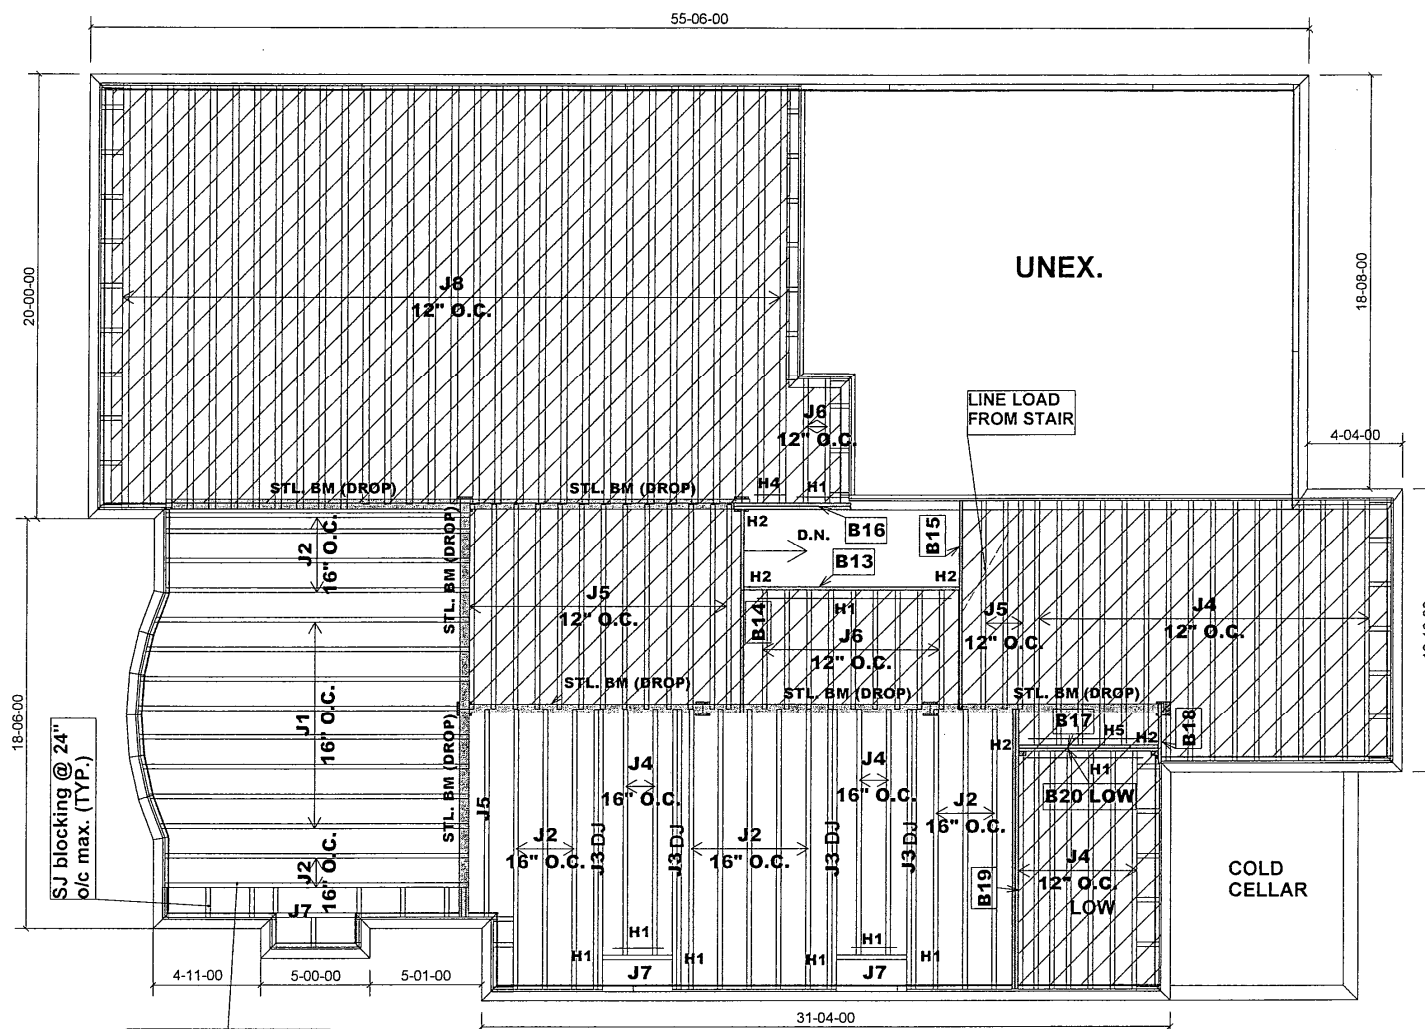 55-06-00
20-00-00
18-08-00
UNEX.
J8
12" O.C.
J6
12" O.C.
LINE LOAD
FROM STAIR
4-04-00
STL. BM (DROP)
STL. BM (DROP)
H4
H1
B16
H2
D.N.
B15
B13
H2
H2
J2
16" O.C.
STL. BM (DROP)
J5
12" O.C.
B14
H1
J6
12" O.C.
J5
12" O.C.
J4
12" O.C.
STL. BM (DROP)
STL. BM (DROP)
STL. BM (DROP)
18-06-00
J1
16" O.C.
SJ blocking @ 24"
o/c max. (TYP.)
STL. BM (DROP)
B17
H5
H2
B18
H2
H1
B20 LOW
J5
J4
16" O.C.
J4
16" O.C.
J2
16" O.C.
J2
16" O.C.
J3 DJ
J3 DJ
J2
16" O.C.
J3 DJ
J3 DJ
B19
J4
12" O.C.
LOW
COLD
CELLAR
J2
16" O.C.
J7
H1
H1
H1
H1
H1
H1
J7
J7
4-11-00
5-00-00
5-01-00
31-04-00